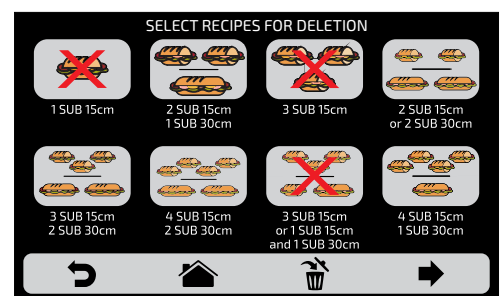 SELECT RECIPES FOR DELETION
1 SUB 15cm
2 SUB 15cm
1 SUB 30cm
3 SUB 15cm
2 SUB 15cm
or 2 SUB 30cm
3 SUB 15cm
2 SUB 30cm
4 SUB 15cm
2 SUB 30cm
3 SUB 15cm
or 1 SUB 15cm
and 1 SUB 30cm
4 SUB 15cm
1 SUB 30cm